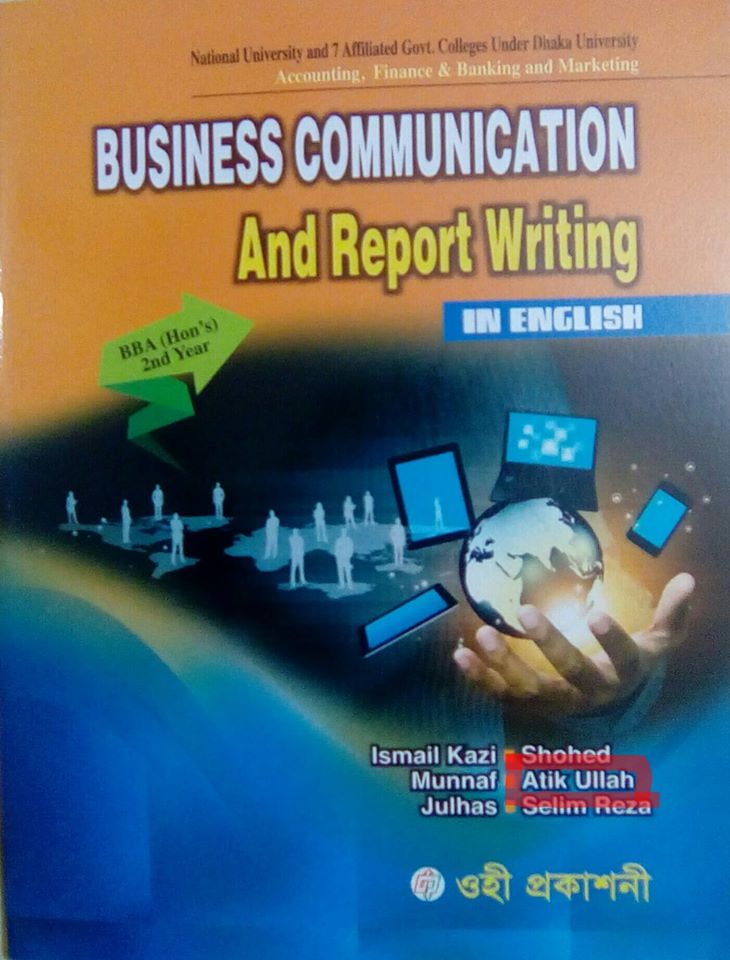 National University and 7 Affiliated Govt. Colleges Under Dhaka University
Accounting, Finance & Banking and Marketing
BUSINESS COMMUNICATION
And Report Writing
IN ENGLISH
BBA (Hon's)
2nd Year
Ismail Kazi ▪ Shohed
Munnaf ▪ Atik Ullah
Julhas ▪ Selim Reza
ওহী প্রকাশনী